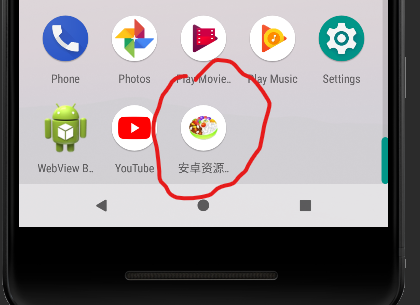 Phone
Photos
Play Movie..
Play Music
Settings
WebView B..
YouTube
安卓资源..